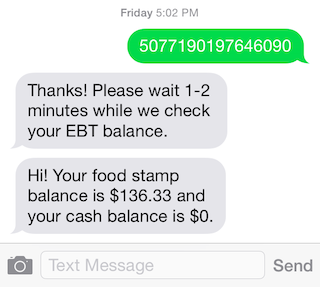 Friday 5:02 PM
5077190197646090
Thanks! Please wait 1-2
minutes while we check
your EBT balance.
Hi! Your food stamp
balance is $136.33 and
your cash balance is $0.
Text Message
Send